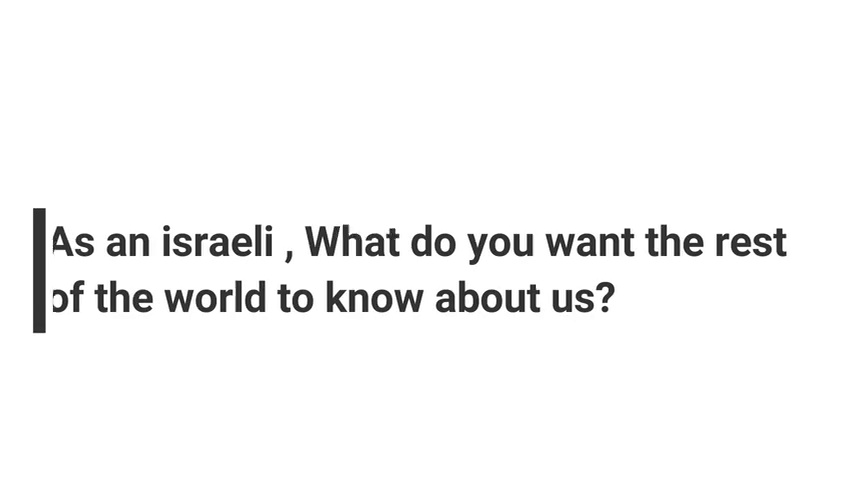 As an israeli , What do you want the rest
of the world to know about us?